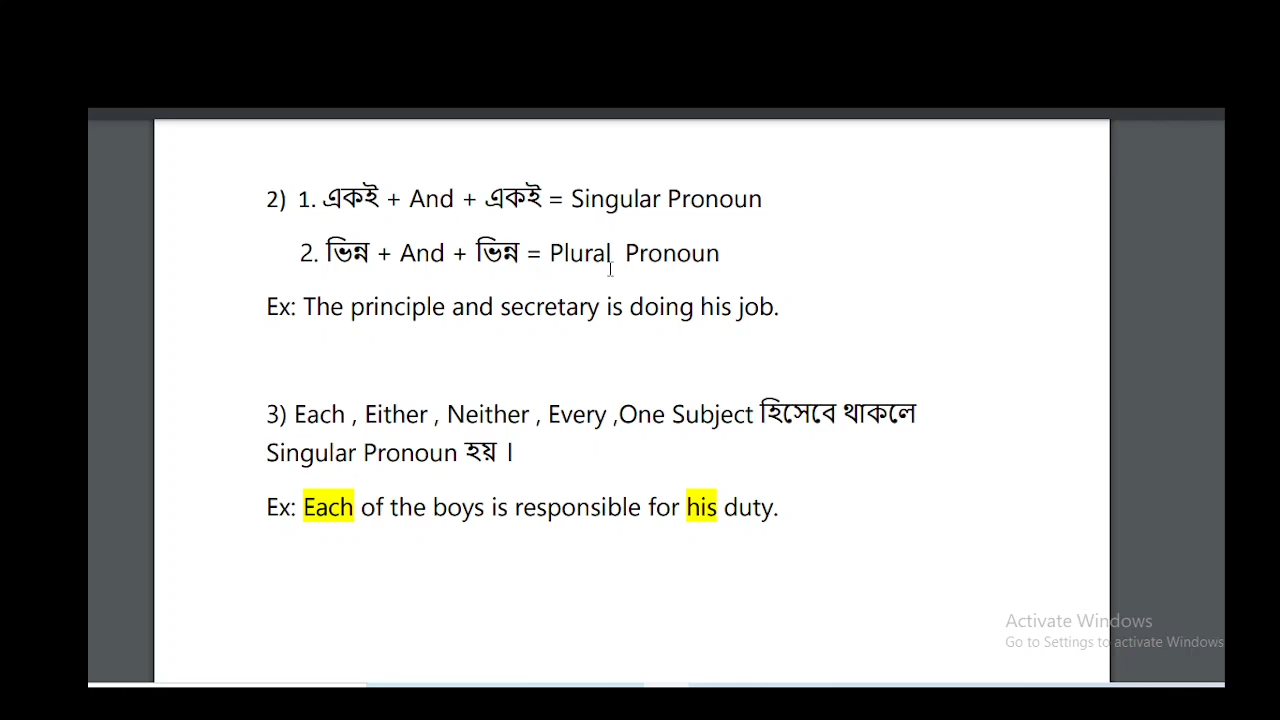 2) 1. একই + And + একই = Singular Pronoun
2. ভিন্ন + And + ভিন্ন = Plural Pronoun
Ex: The principle and secretary is doing his job.
3) Each , Either , Neither , Every ,One Subject হিসেবে থাকলে
Singular Pronoun হয় ।
Ex: Each of the boys is responsible for his duty.
Activate Windows
Go to Settings to activate Windows